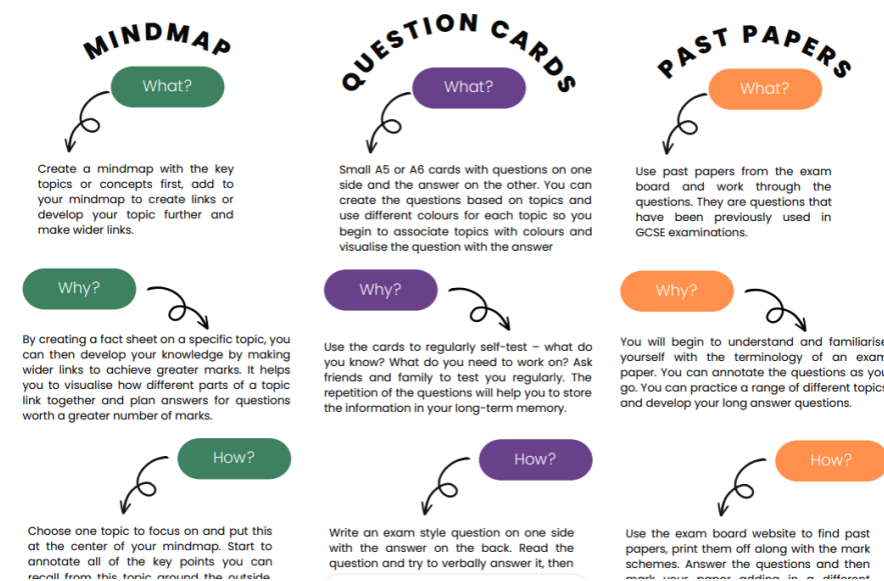 MINDMAP
What?
Create a mindmap with the key
topics or concepts first, add to
your mindmap to create links or
develop your topic further and
make wider links.
Why?
By creating a fact sheet on a specific topic, you
can then develop your knowledge by making
wider links to achieve greater marks. It helps
you to visualise how different parts of a topic
link together and plan answers for questions
worth a greater number of marks.
How?
Choose one topic to focus on and put this
at the center of your mindmap. Start to
annotate all of the key points you can
recall from this topic around the outside.
QUESTION CARDS
What?
Small A5 or A6 cards with questions on one
side and the answer on the other. You can
create the questions based on topics and
use different colours for each topic so you
begin to associate topics with colours and
visualise the question with the answer
Why?
Use the cards to regularly self-test – what do
you know? What do you need to work on? Ask
friends and family to test you regularly. The
repetition of the questions will help you to store
the information in your long-term memory.
How?
Write an exam style question on one side
with the answer on the back. Read the
question and try to verbally answer it, then
PAST PAPERS
What?
Use past papers from the exam
board and work through the
questions. They are questions that
have been previously used in
GCSE examinations.
Why?
You will begin to understand and familiarise
yourself with the terminology of an exam
paper. You can annotate the questions as you
go. You can practice a range of different topics
and develop your long answer questions.
How?
Use the exam board website to find past
papers, print them off along with the mark
schemes. Answer the questions and then
mark your paper adding in a different